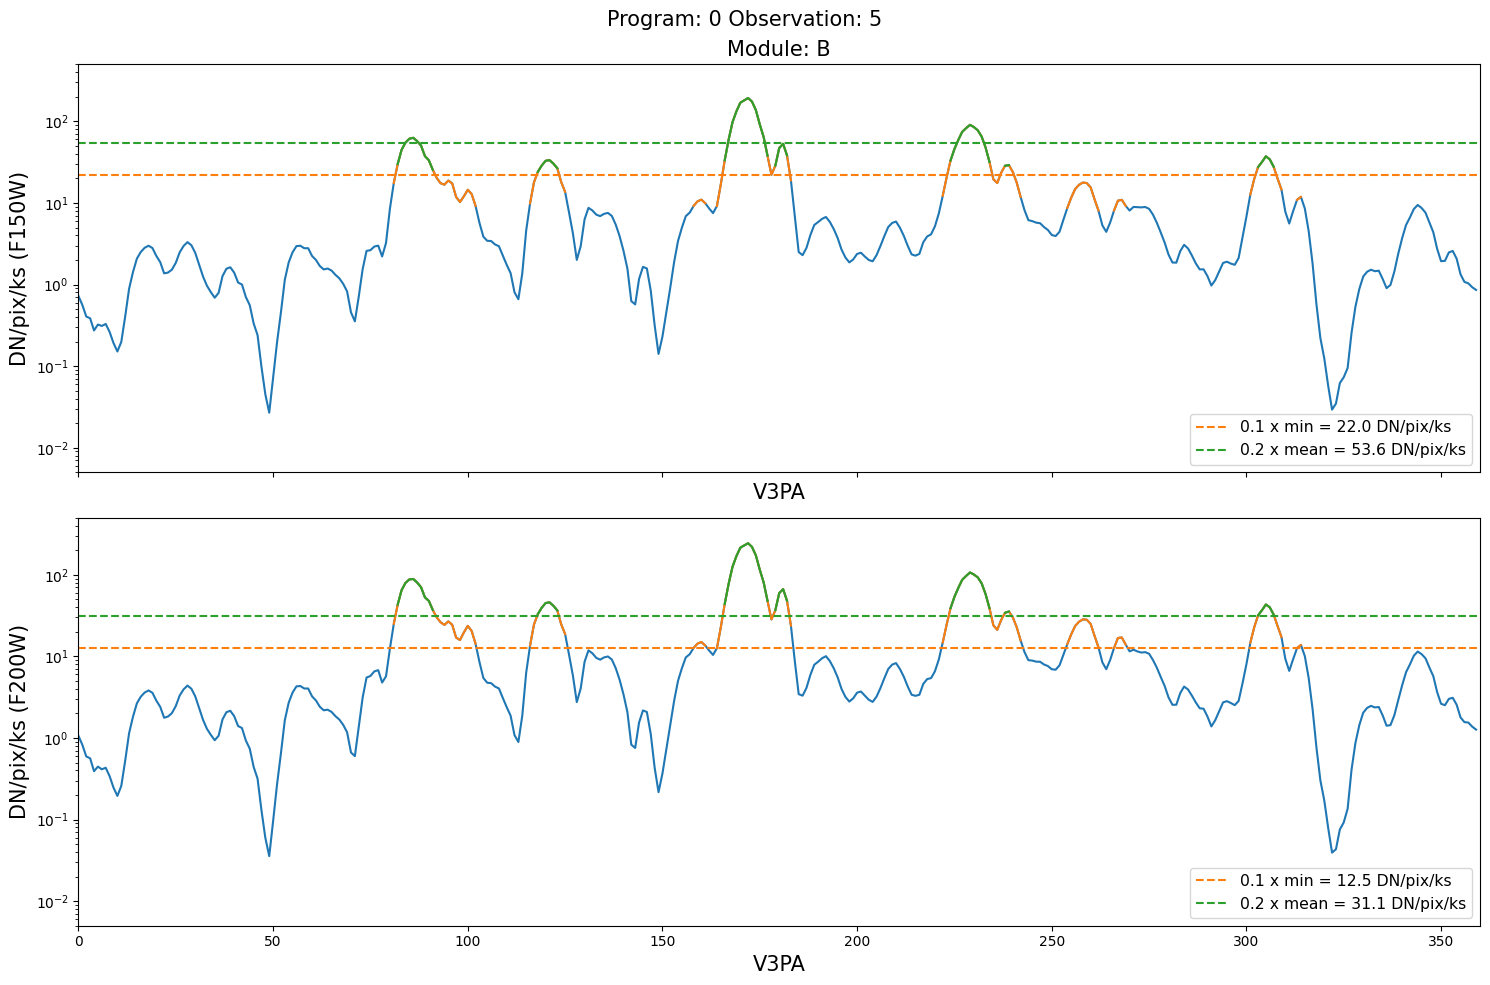 Program: 0 Observation: 5
Module: B
DN/pix/ks (F150W)
10²
10¹
10⁰
10⁻¹
10⁻²
0.1 x min = 22.0 DN/pix/ks
0.2 x mean = 53.6 DN/pix/ks
V3PA
DN/pix/ks (F200W)
10²
10¹
10⁰
10⁻¹
10⁻²
0.1 x min = 12.5 DN/pix/ks
0.2 x mean = 31.1 DN/pix/ks
0 50 100 150 200 250 300 350
V3PA